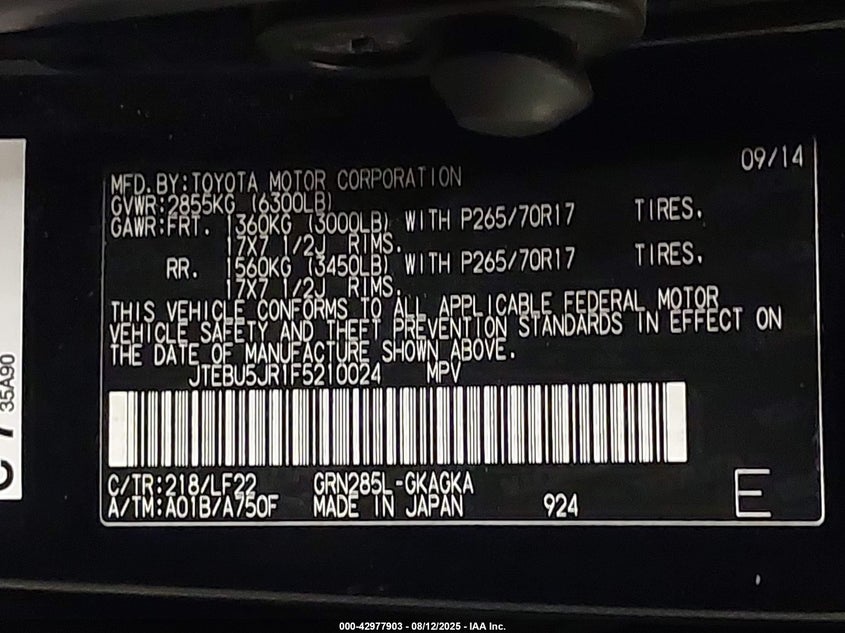 09/14
MFD.BY:TOYOTA MOTOR CORPORATION
GVWR:2855KG (6300LB)
GAWR:FRT. 1360KG (3000LB) WITH P265/70R17 TIRES.
17X7 1/2J RIMS.
RR. 1560KG (3450LB) WITH P265/70R17 TIRES.
17X7 1/2J RIMS.
THIS VEHICLE CONFORMS TO ALL APPLICABLE FEDERAL MOTOR
VEHICLE SAFETY AND THEFT PREVENTION STANDARDS IN EFFECT ON
THE DATE OF MANUFACTURE SHOWN ABOVE.
JTEBU5JR1F5210024 MPV
C/TR:218/LF22 GRN285L-GKAGKA
A/TM:A01B/A750F MADE IN JAPAN 924
E
35A90
000-42977903 - 08/12/2025 - IAA Inc.